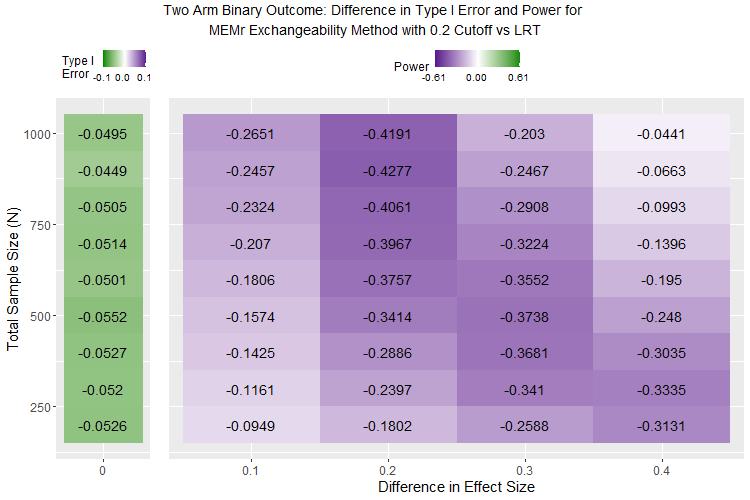 Two Arm Binary Outcome: Difference in Type I Error and Power for
MEMr Exchangeability Method with 0.2 Cutoff vs LRT
Type I
Error
-0.1 0.0 0.1
Power
-0.61 0.00 0.61
Total Sample Size (N)
1000 -0.0495 -0.2651 -0.4191 -0.203 -0.0441
-0.0449 -0.2457 -0.4277 -0.2467 -0.0663
-0.0505 -0.2324 -0.4061 -0.2908 -0.0993
750
-0.0514 -0.207 -0.3967 -0.3224 -0.1396
-0.0501 -0.1806 -0.3757 -0.3552 -0.195
500 -0.0552 -0.1574 -0.3414 -0.3738 -0.248
-0.0527 -0.1425 -0.2886 -0.3681 -0.3035
-0.052 -0.1161 -0.2397 -0.341 -0.3335
250
-0.0526 -0.0949 -0.1802 -0.2588 -0.3131
0 0.1 0.2 0.3 0.4
Difference in Effect Size